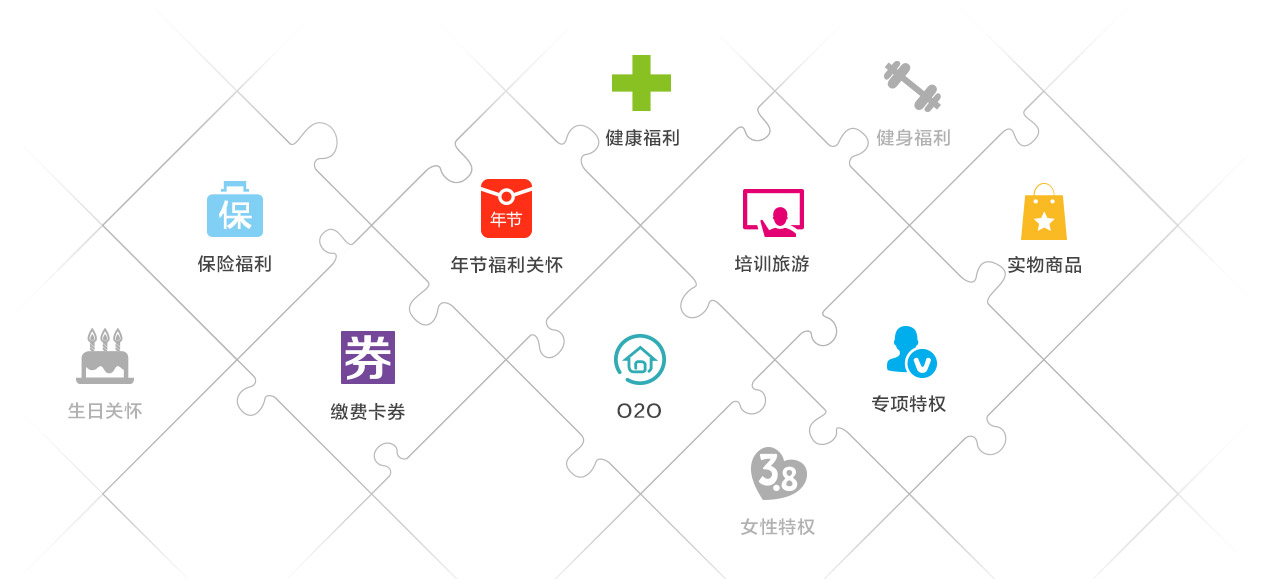 健康福利
健身福利
保
保险福利
年节
年节福利关怀
培训旅游
实物商品
生日关怀
券
缴费卡券
O2O
V
专项特权
3.8
女性特权